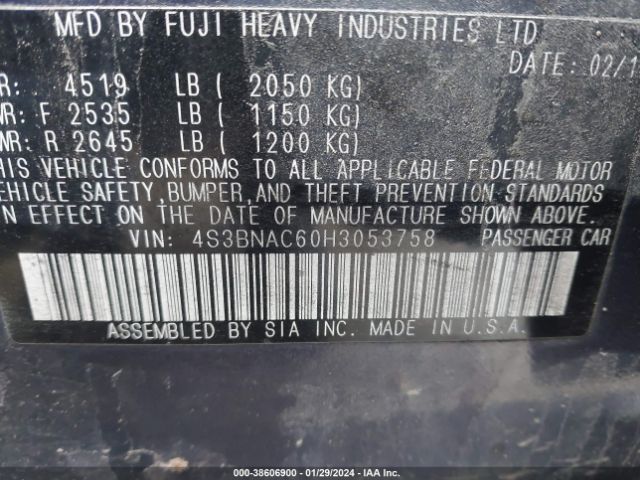 MFD BY FUJI HEAVY INDUSTRIES LTD
DATE: 02/1
R: 4519 LB ( 2050 KG)
WR: F 2535 LB ( 1150 KG)
WR: R 2645 LB ( 1200 KG)
HIS VEHICLE CONFORMS TO ALL APPLICABLE FEDERAL MOTOR
EHICLE SAFETY,BUMPER,AND THEFT PREVENTION STANDARDS
IN EFFECT ON THE DATE OF MANUFACTURE SHOWN ABOVE.
VIN: 4S3BNAC60H3053758 PASSENGER CAR
ASSEMBLED BY SIA INC. MADE IN U.S.A.
000-38606900 - 01/29/2024 - IAA Inc.